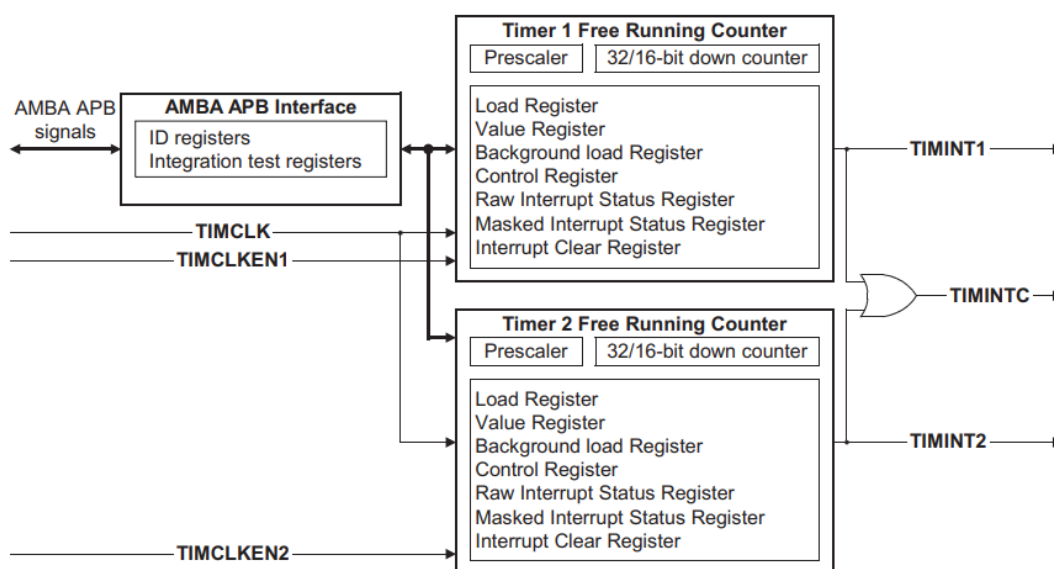 Timer 1 Free Running Counter
Prescaler
32/16-bit down counter
Load Register
Value Register
Background load Register
Control Register
Raw Interrupt Status Register
Masked Interrupt Status Register
Interrupt Clear Register
AMBA APB
signals
AMBA APB Interface
ID registers
Integration test registers
TIMCLK
TIMCLKEN1
TIMINT1
TIMINTC
Timer 2 Free Running Counter
Prescaler
32/16-bit down counter
Load Register
Value Register
Background load Register
Control Register
Raw Interrupt Status Register
Masked Interrupt Status Register
Interrupt Clear Register
TIMINT2
TIMCLKEN2